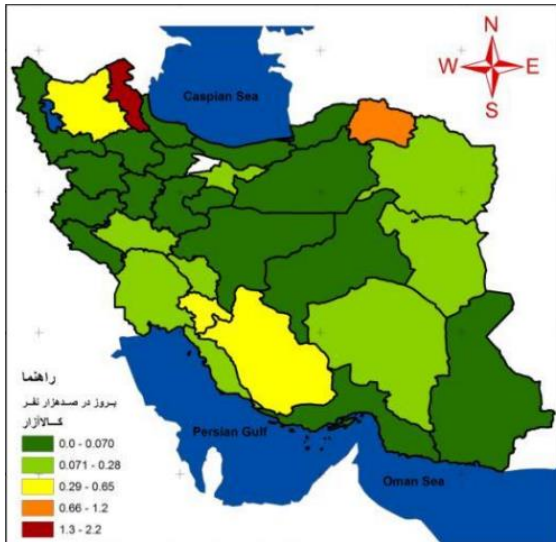 N
W E
S
Caspian Sea
راهنما
بروز در صدهزار نفر
کالاآزار
0.0 - 0.070
0.071 - 0.28
0.29 - 0.65
0.66 - 1.2
1.3 - 2.2
Persian Gulf
Oman Sea